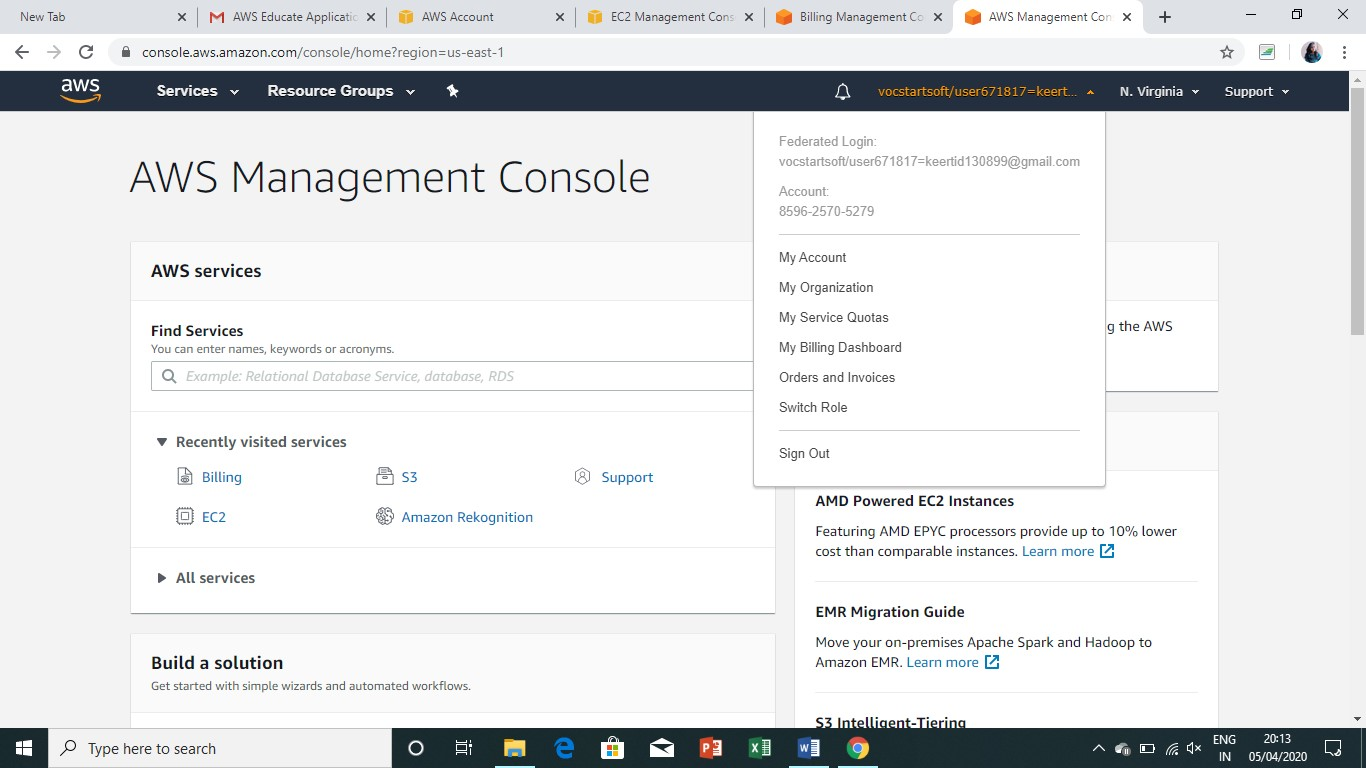 New Tab
AWS Educate Applicatio
AWS Account
EC2 Management Cons
Billing Management Co
AWS Management Con
console.aws.amazon.com/console/home?region=us-east-1
aws
Services
Resource Groups
vocstartsoft/user671817=keert...
N. Virginia
Support
Federated Login:
vocstartsoft/user671817=keertid130899@gmail.com
Account:
8596-2570-5279
My Account
My Organization
My Service Quotas
My Billing Dashboard
Orders and Invoices
Switch Role
Sign Out
AWS Management Console
AWS services
Find Services
You can enter names, keywords or acronyms.
Example: Relational Database Service, database, RDS
Recently visited services
Billing
S3
Support
EC2
Amazon Rekognition
All services
Build a solution
Get started with simple wizards and automated workflows.
g the AWS
AMD Powered EC2 Instances
Featuring AMD EPYC processors provide up to 10% lower
cost than comparable instances. Learn more
EMR Migration Guide
Move your on-premises Apache Spark and Hadoop to
Amazon EMR. Learn more
S3 Intelligent-Tiering
Type here to search
ENG
IN
20:13
05/04/2020